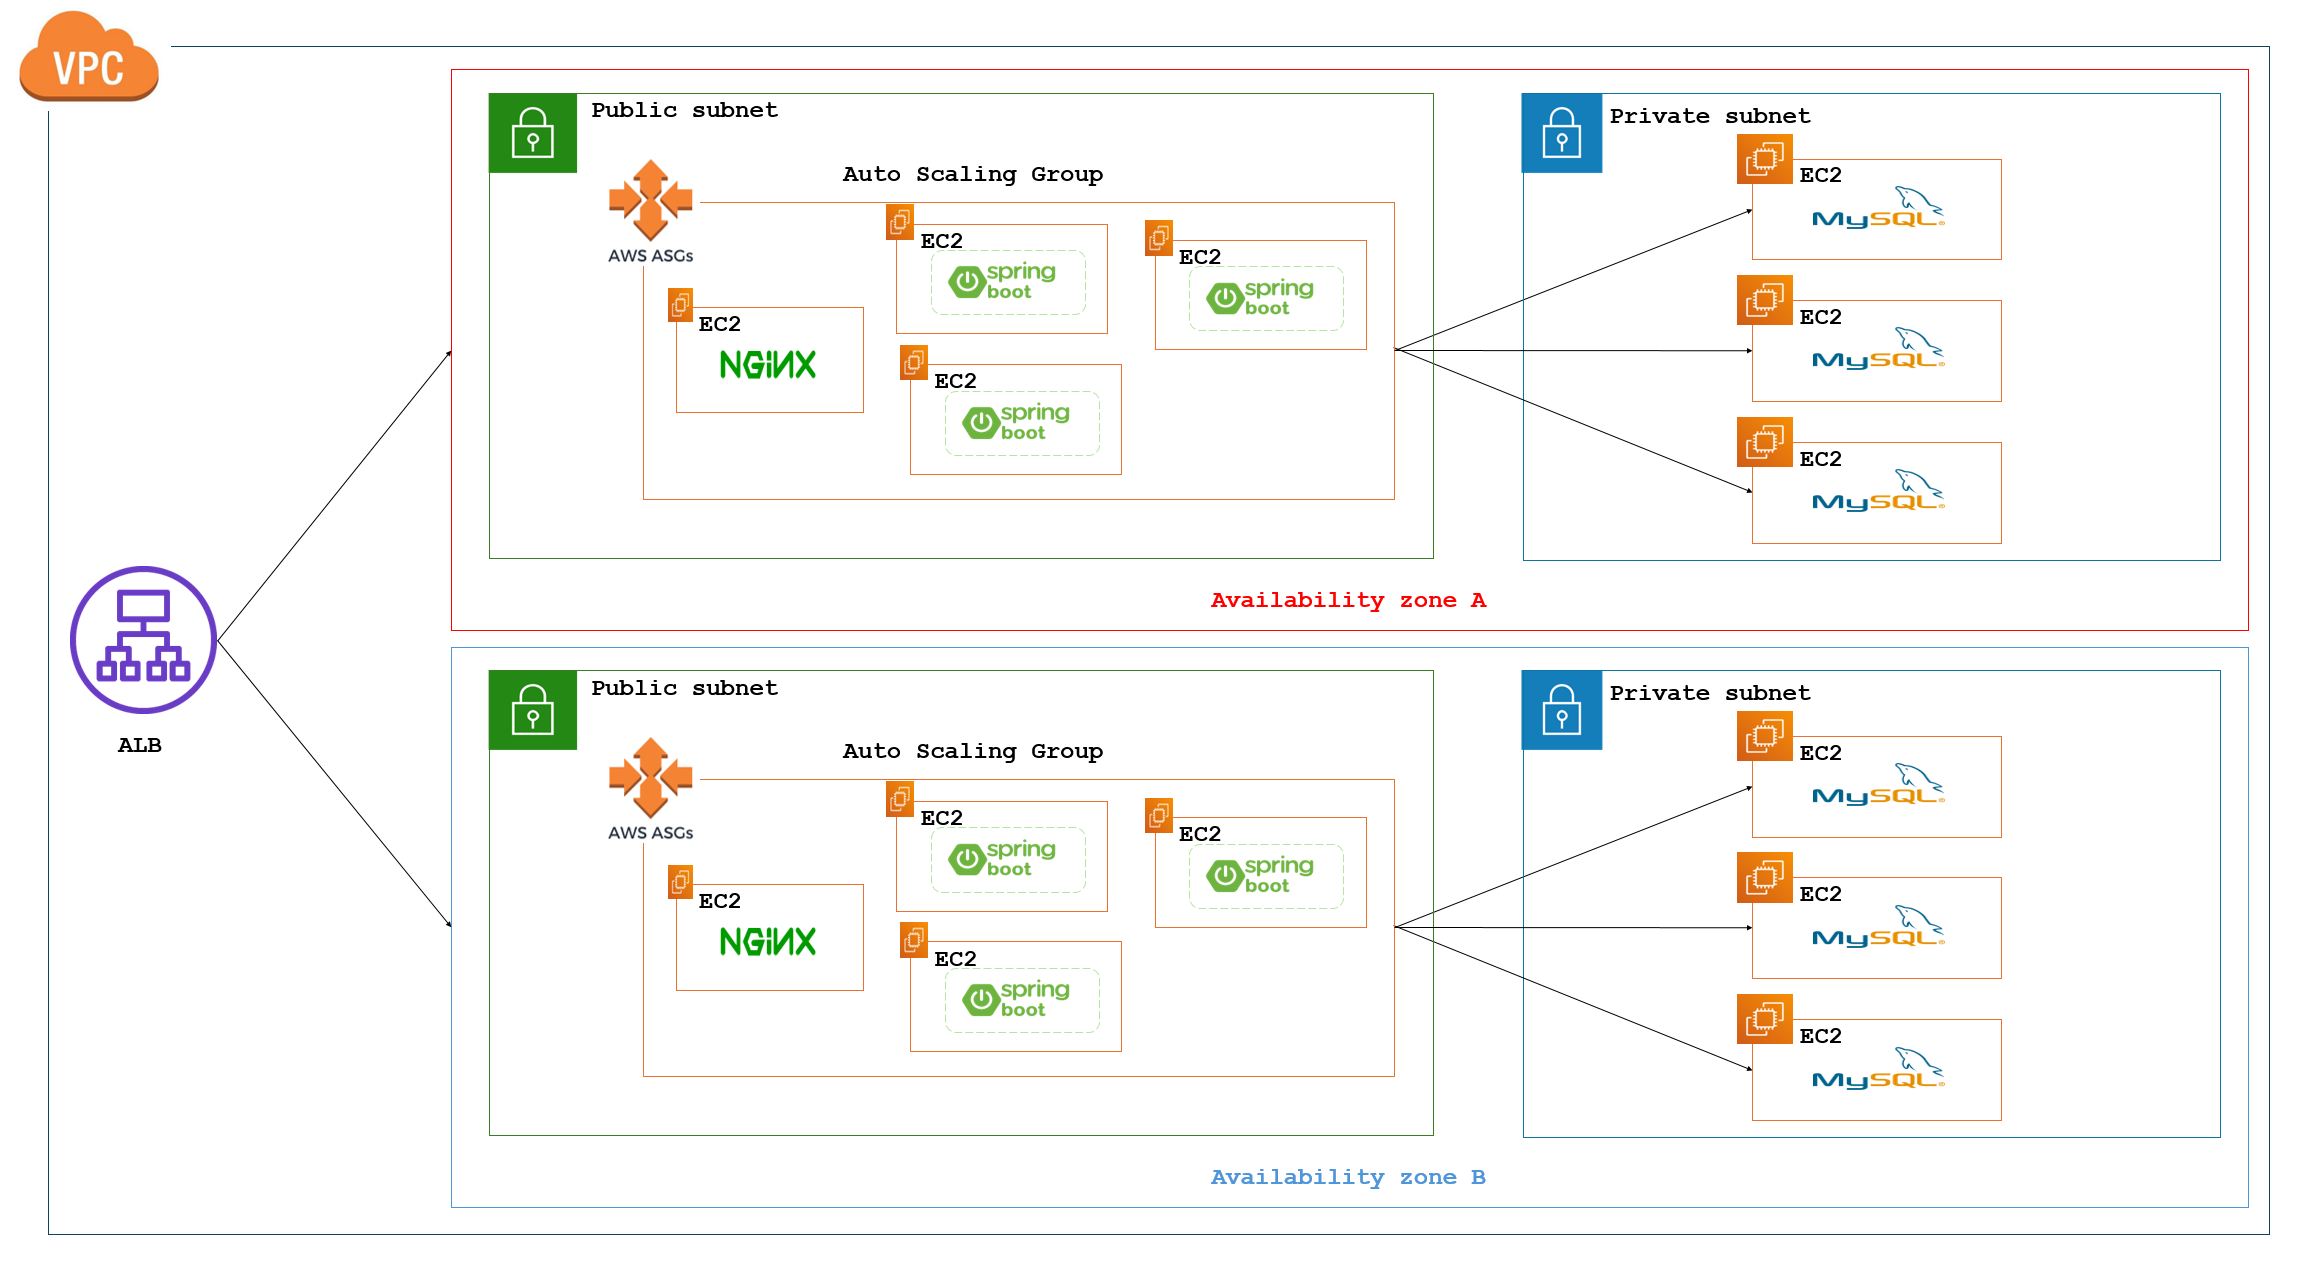 VPC
Public subnet
Auto Scaling Group
AWS ASGs
EC2
NGiNX
EC2
spring
boot
EC2
spring
boot
EC2
spring
boot
Private subnet
EC2
MySQL®
EC2
MySQL®
EC2
MySQL®
Availability zone A
ALB
Public subnet
Auto Scaling Group
AWS ASGs
EC2
NGiNX
EC2
spring
boot
EC2
spring
boot
EC2
spring
boot
Private subnet
EC2
MySQL®
EC2
MySQL®
EC2
MySQL®
Availability zone B